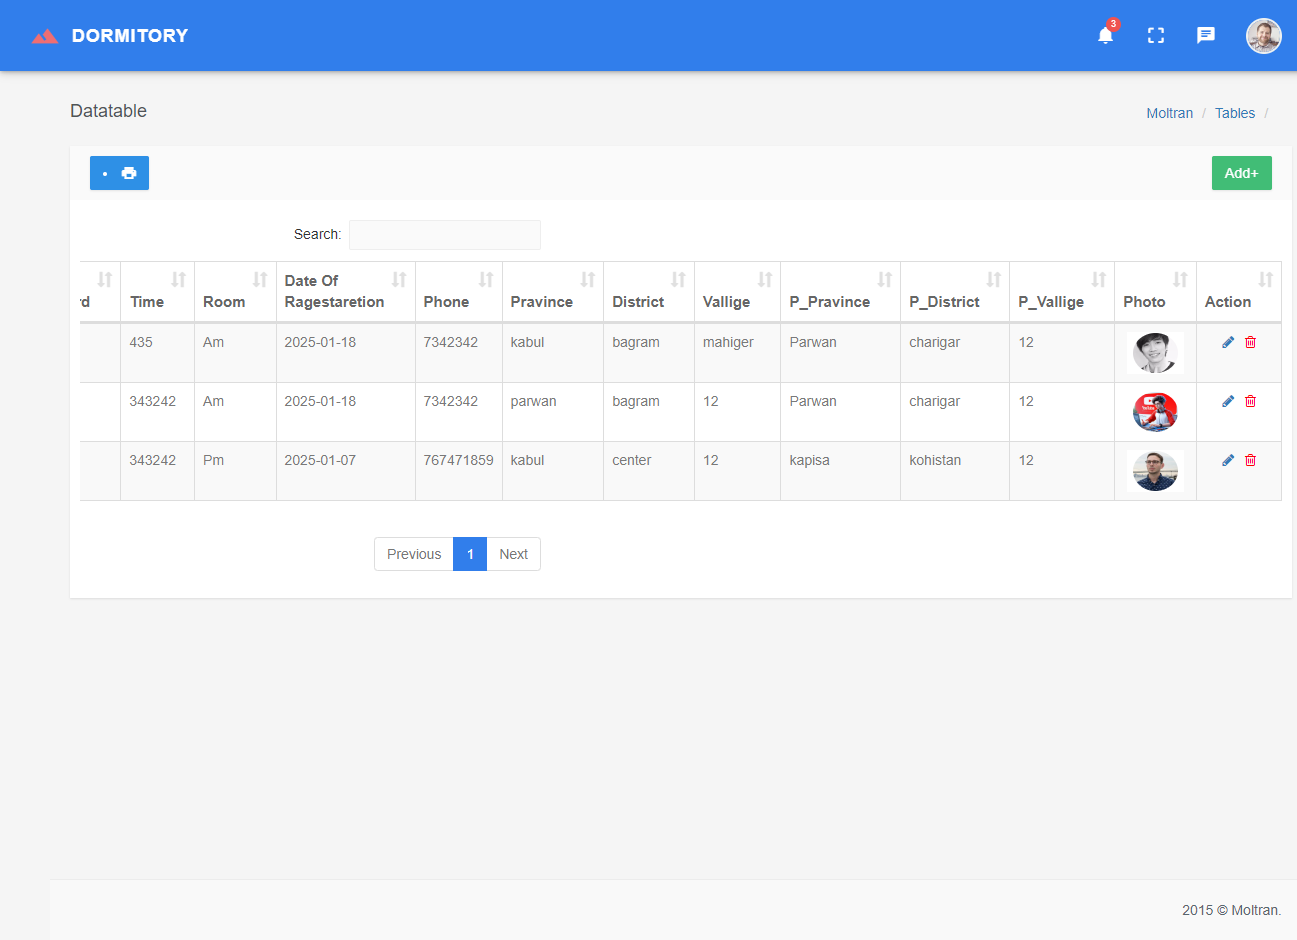 DORMITORY
3
Datatable
Moltran / Tables /
Add+
Search:
rd Time Room Date Of Ragestaretion Phone Pravince District Vallige P_Pravince P_District P_Vallige Photo Action
435 Am 2025-01-18 7342342 kabul bagram mahiger Parwan charigar 12
343242 Am 2025-01-18 7342342 parwan bagram 12 Parwan charigar 12
343242 Pm 2025-01-07 767471859 kabul center 12 kapisa kohistan 12
Previous 1 Next
2015 © Moltran.